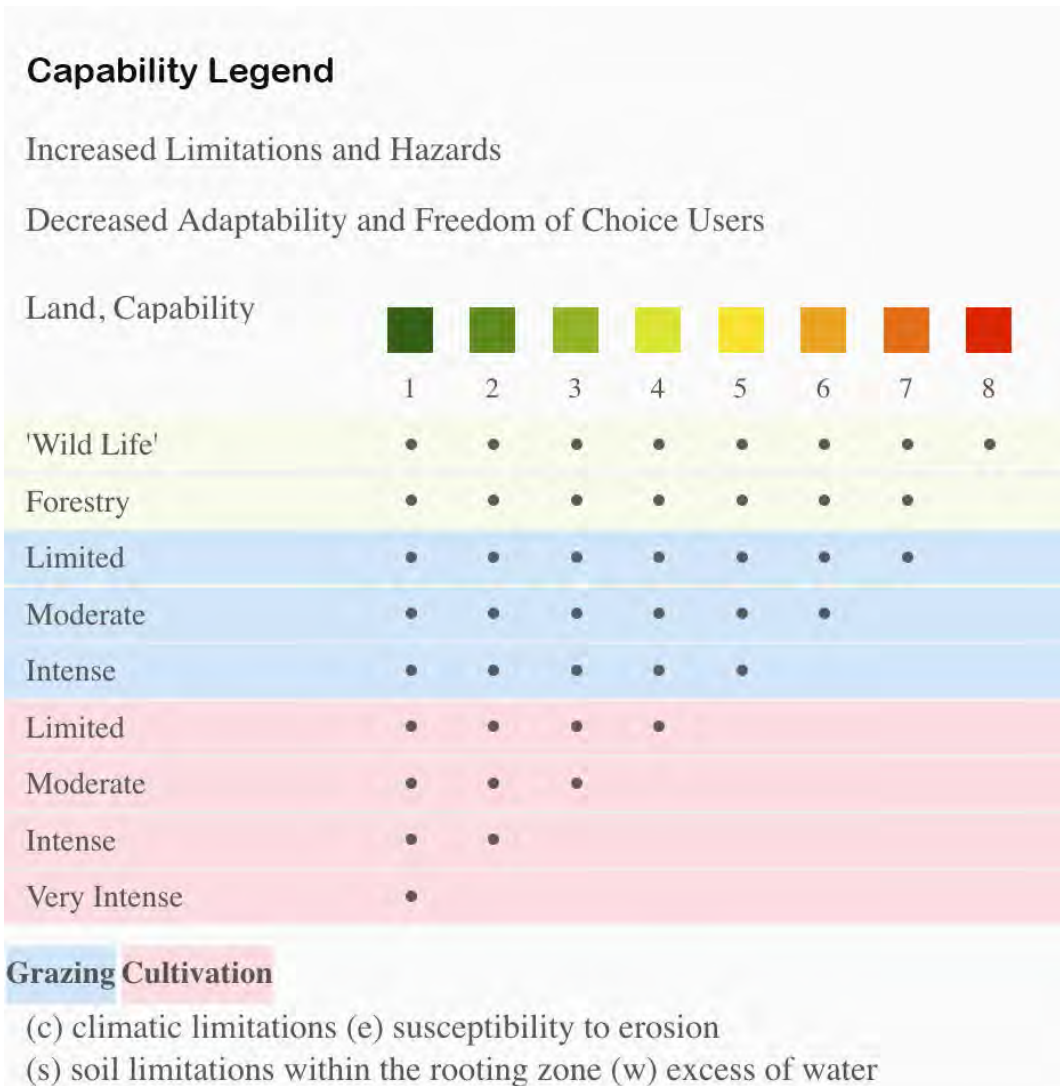 Capability Legend
Increased Limitations and Hazards
Decreased Adaptability and Freedom of Choice Users
Land, Capability
1 2 3 4 5 6 7 8
'Wild Life'
Forestry
Limited
Moderate
Intense
Limited
Moderate
Intense
Very Intense
Grazing Cultivation
(c) climatic limitations (e) susceptibility to erosion
(s) soil limitations within the rooting zone (w) excess of water